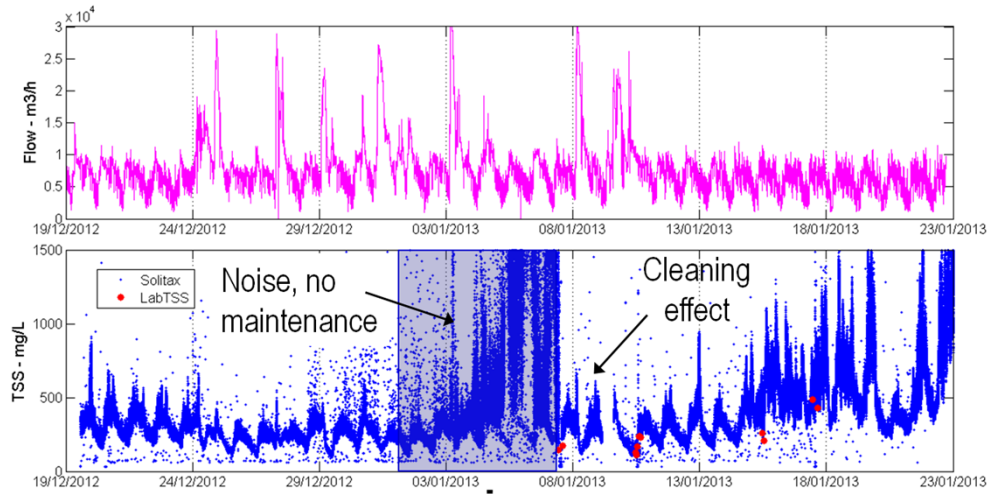 x 10⁴
3
2.5
2
1.5
1
0.5
0
Flow - m3/h
19/12/2012 24/12/2012 29/12/2012 03/01/2013 08/01/2013 13/01/2013 18/01/2013 23/01/2013
1500
1000
500
0
TSS - mg/L
Solitax
LabTSS
Noise, no
maintenance
Cleaning
effect
19/12/2012 24/12/2012 29/12/2012 03/01/2013 08/01/2013 13/01/2013 18/01/2013 23/01/2013